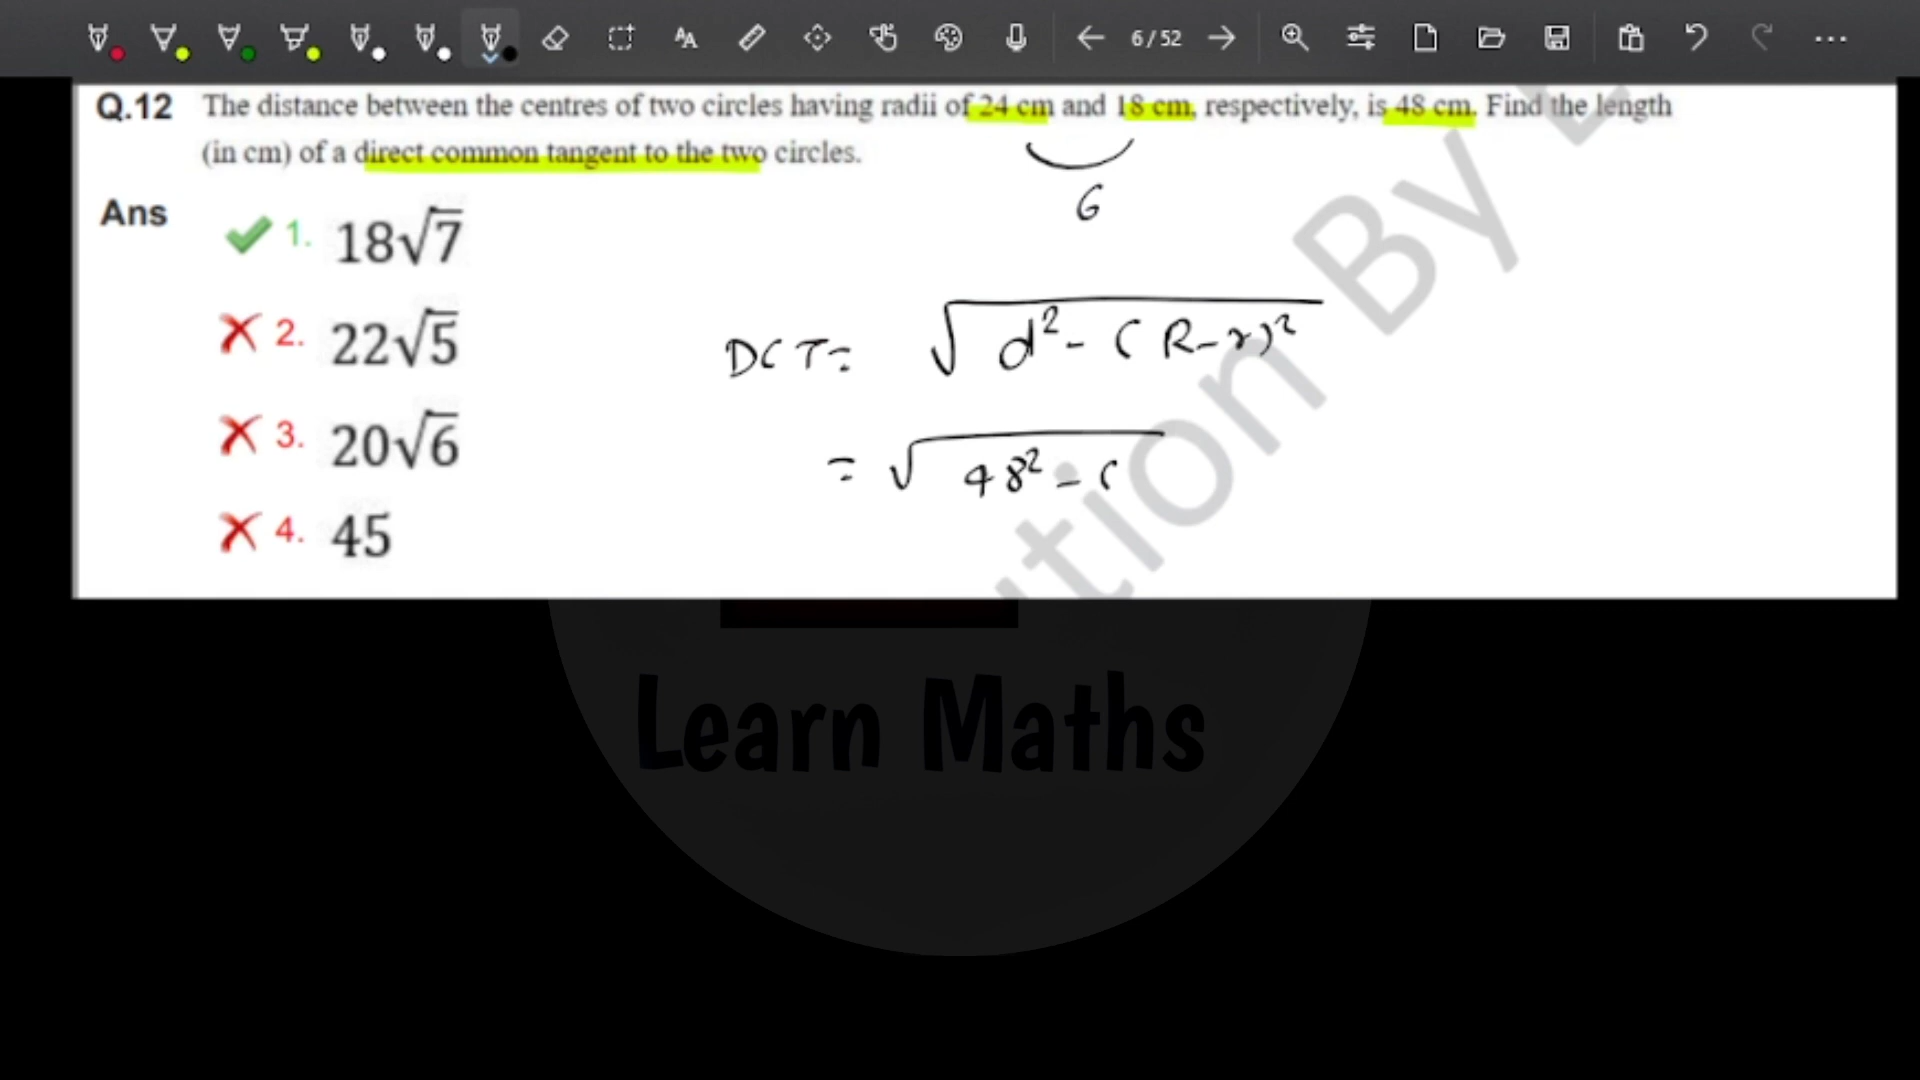 6/52
Q.12 The distance between the centres of two circles having radii of 24 cm and 18 cm, respectively, is 48 cm. Find the length
(in cm) of a direct common tangent to the two circles.
6
Ans
1. 18√7
2. 22√5
3. 20√6
4. 45
DCT = √d² - (R-r)²
= √48² - (
tion By L
Learn Maths